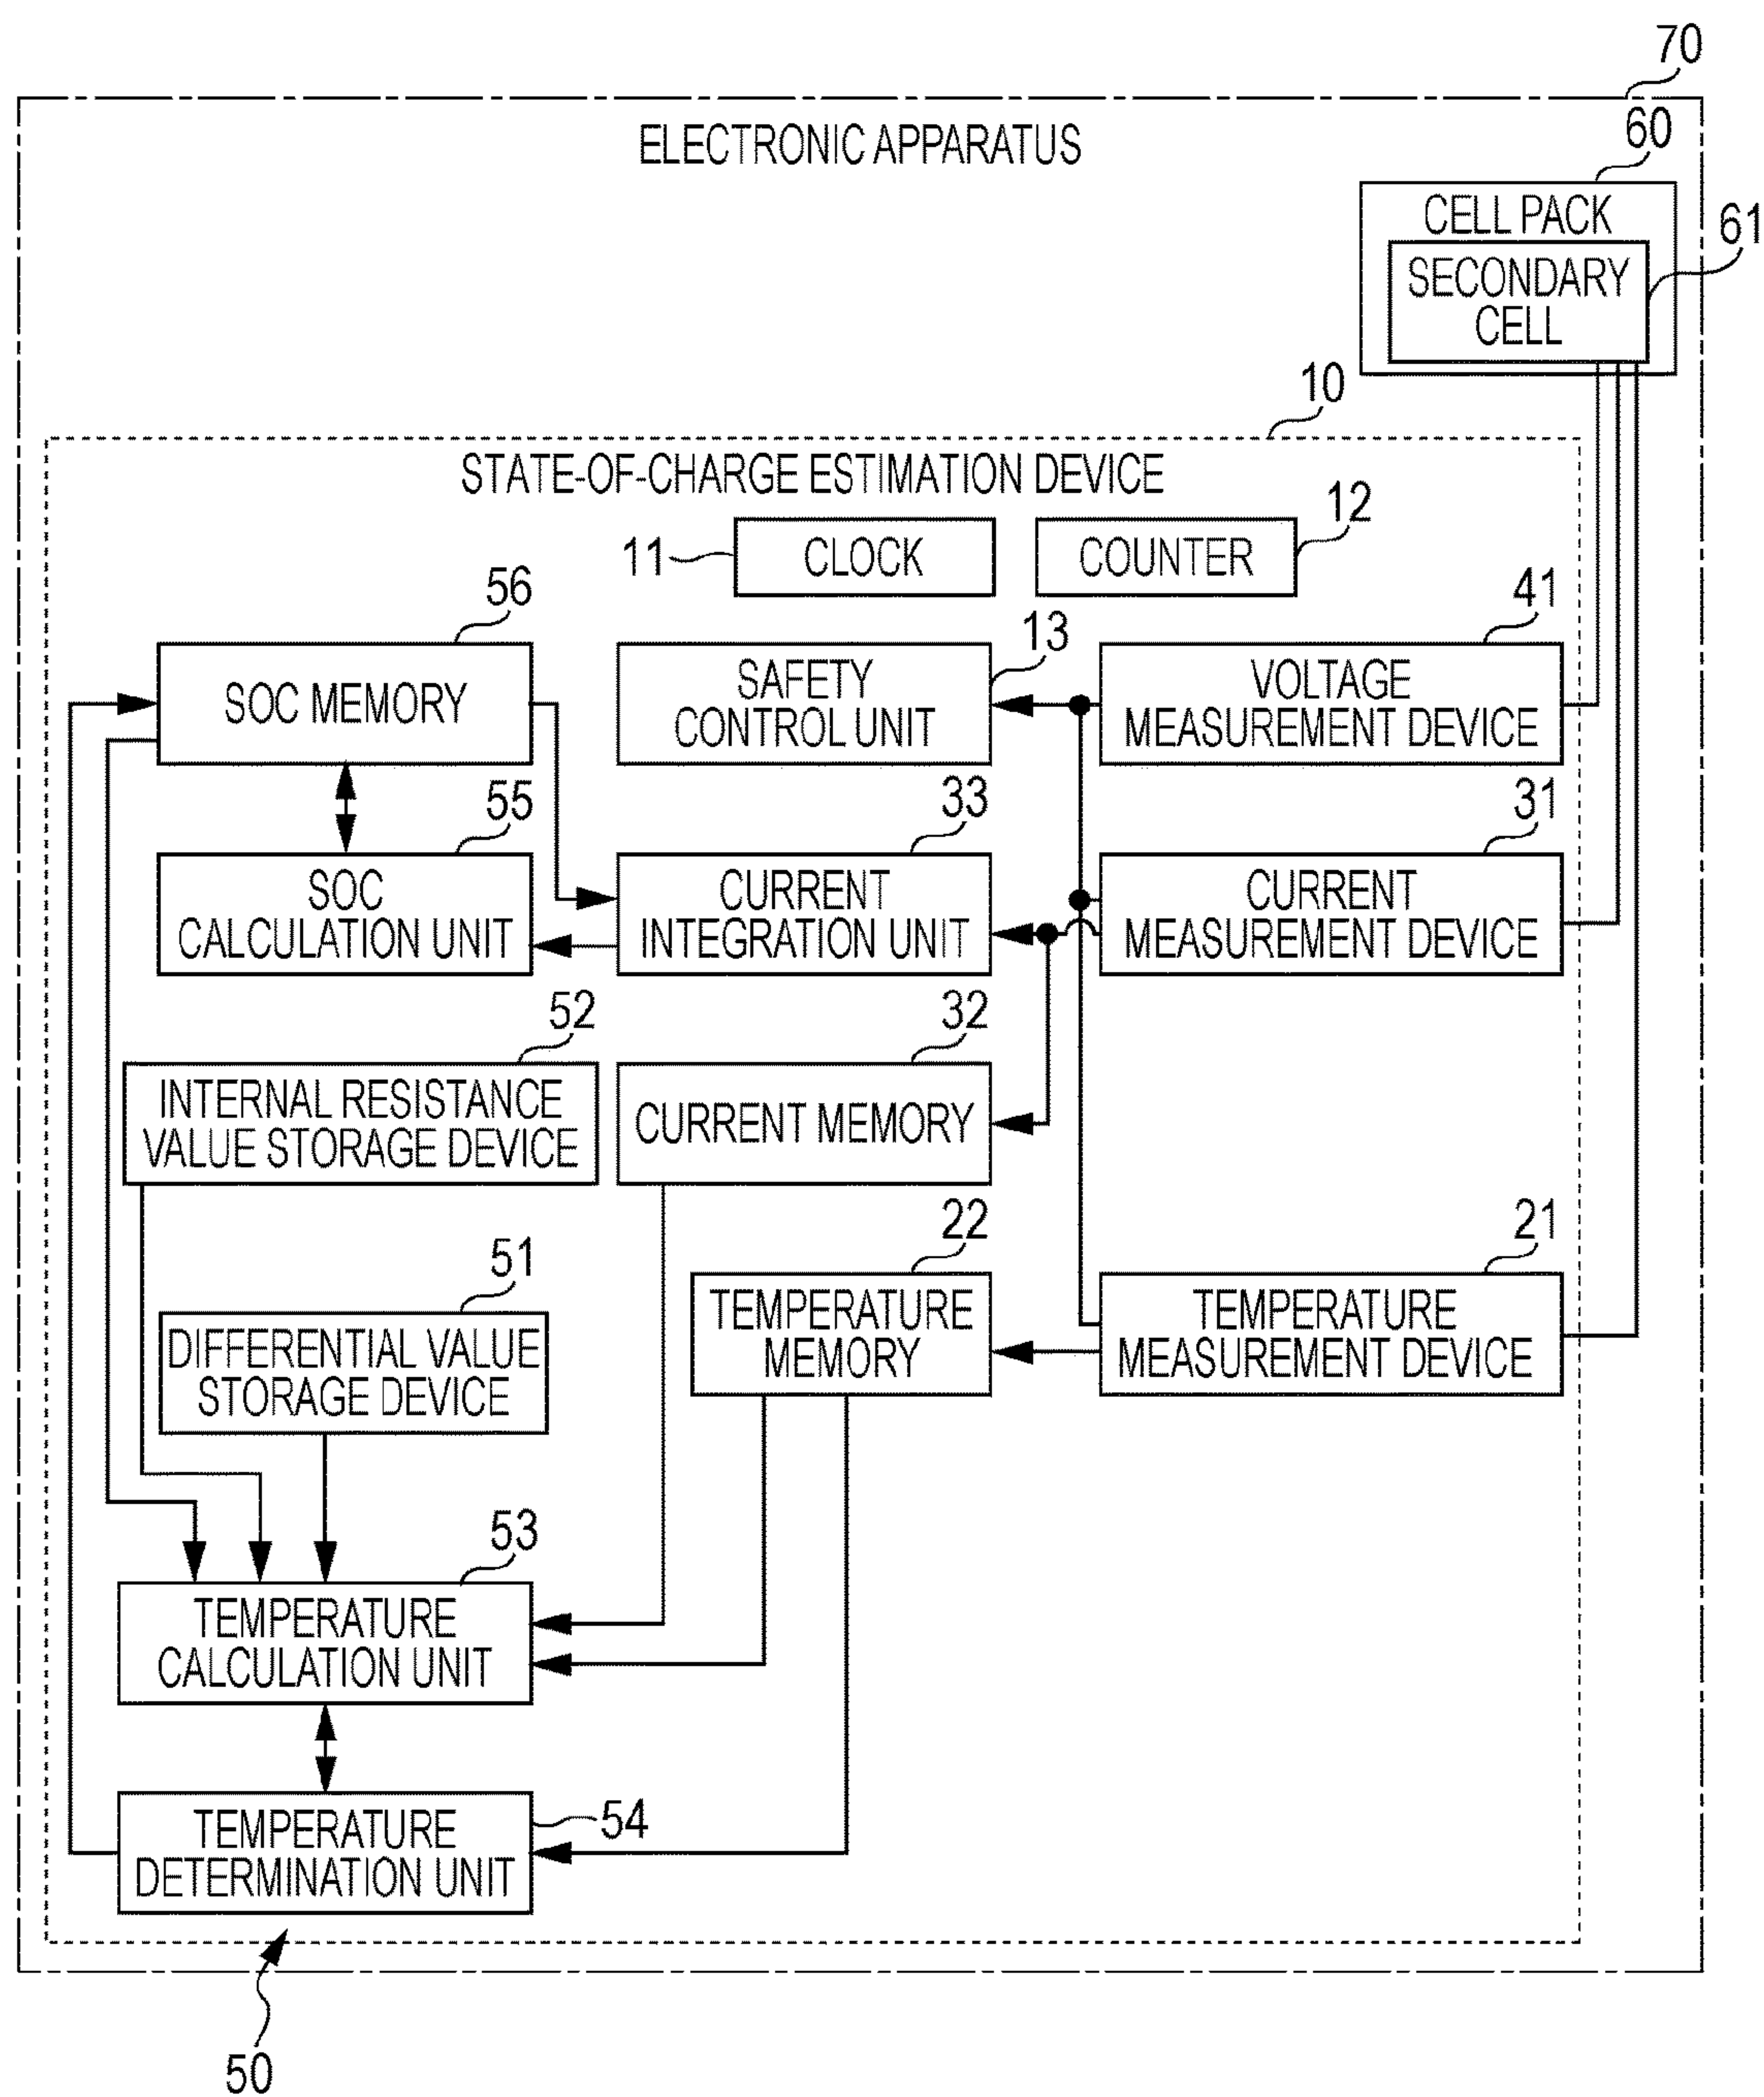 70
ELECTRONIC APPARATUS
60
CELL PACK
61
SECONDARY
CELL
10
STATE-OF-CHARGE ESTIMATION DEVICE
11
CLOCK
12
COUNTER
56
SOC MEMORY
13
SAFETY
CONTROL UNIT
41
VOLTAGE
MEASUREMENT DEVICE
55
SOC
CALCULATION UNIT
33
CURRENT
INTEGRATION UNIT
31
CURRENT
MEASUREMENT DEVICE
52
INTERNAL RESISTANCE
VALUE STORAGE DEVICE
32
CURRENT MEMORY
51
DIFFERENTIAL VALUE
STORAGE DEVICE
22
TEMPERATURE
MEMORY
21
TEMPERATURE
MEASUREMENT DEVICE
53
TEMPERATURE
CALCULATION UNIT
54
TEMPERATURE
DETERMINATION UNIT
50